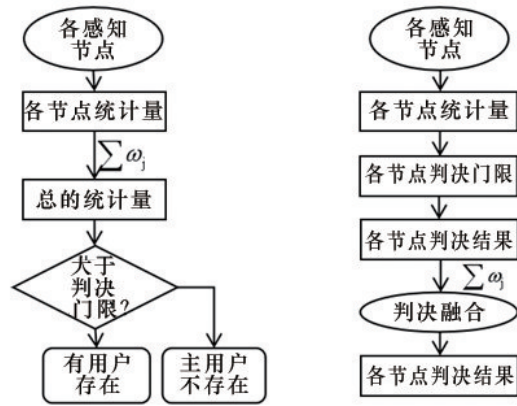 各感知
节点
各节点统计量
∑ωj
总的统计量
大于
判决
门限?
有用户
存在
主用户
不存在
各感知
节点
各节点统计量
各节点判决门限
各节点判决结果
∑ωj
判决融合
各节点判决结果